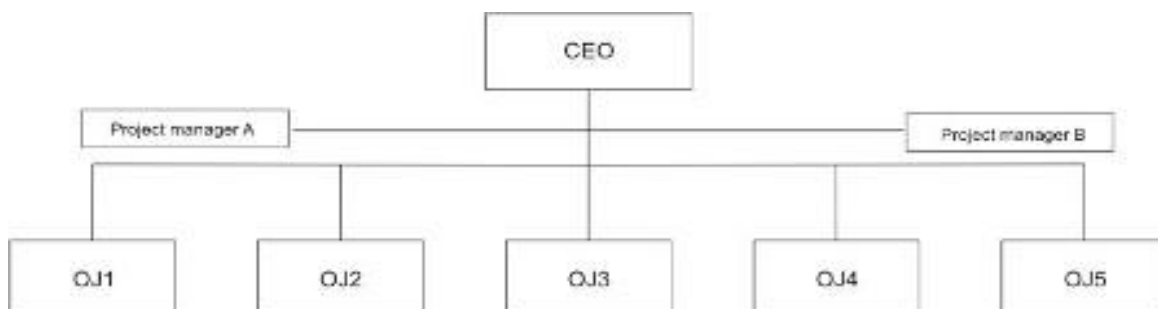 CEO
Project manager A
Project manager B
OJ1
OJ2
OJ3
OJ4
OJ5